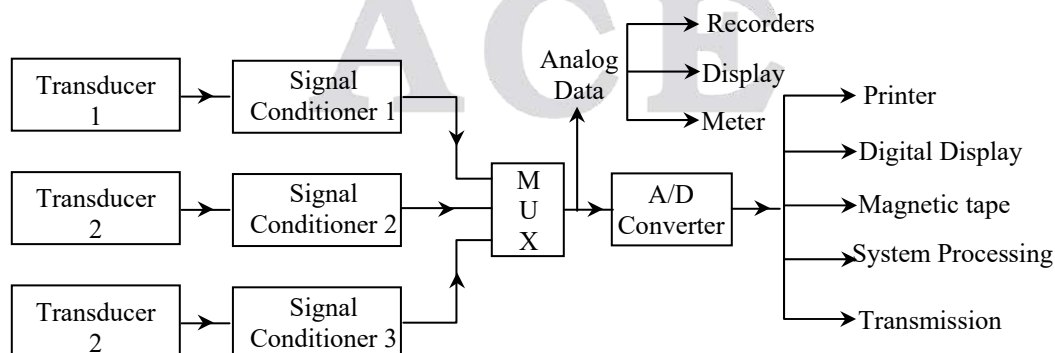 ACE
Recorders
Display
Meter
Analog
Data
Transducer
1
Signal
Conditioner 1
Transducer
2
Signal
Conditioner 2
Transducer
2
Signal
Conditioner 3
M
U
X
A/D
Converter
Printer
Digital Display
Magnetic tape
System Processing
Transmission